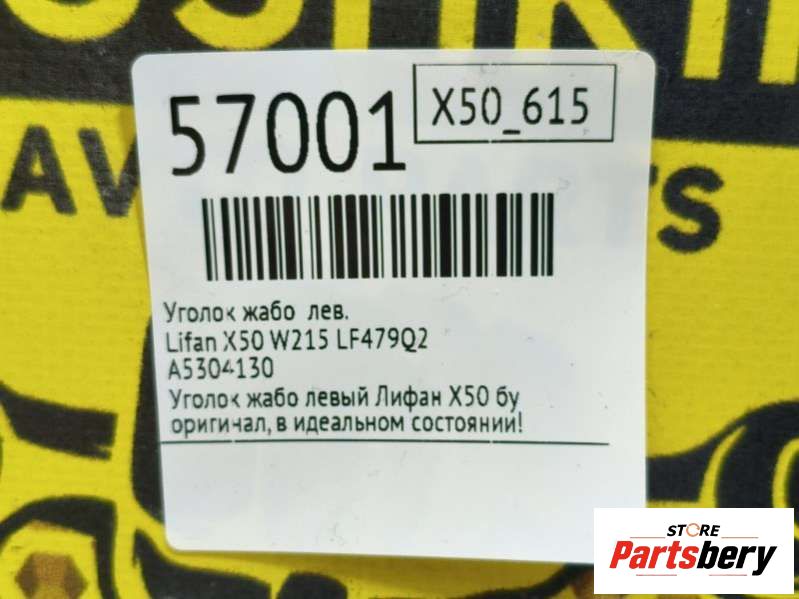 57001
X50_615
Уголок жабо лев.
Lifan X50 W215 LF479Q2
A5304130
Уголок жабо левый Лифан X50 бу
оригинал, в идеальном состоянии!
STORE
Partsbery